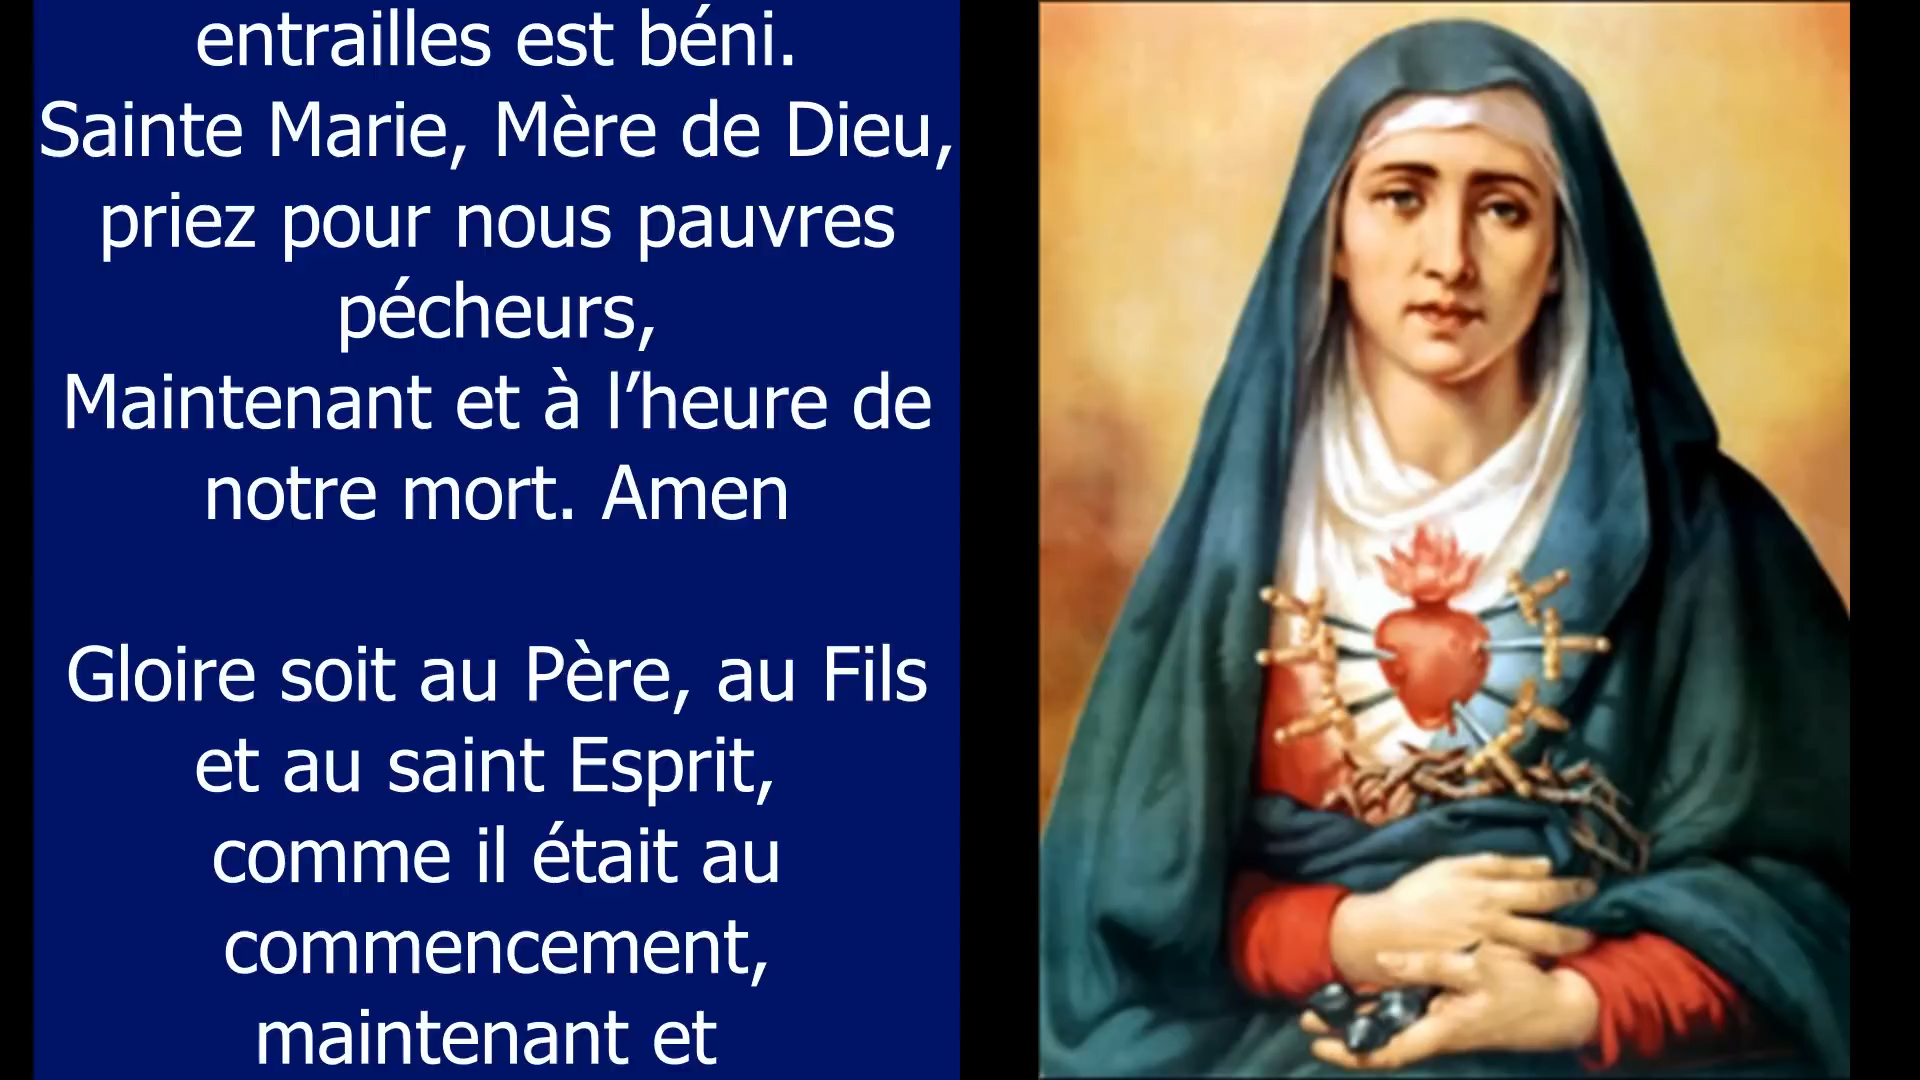 entrailles est béni.
Sainte Marie, Mère de Dieu,
priez pour nous pauvres
pécheurs,
Maintenant et à l’heure de
notre mort. Amen
Gloire soit au Père, au Fils
et au saint Esprit,
comme il était au
commencement,
maintenant et